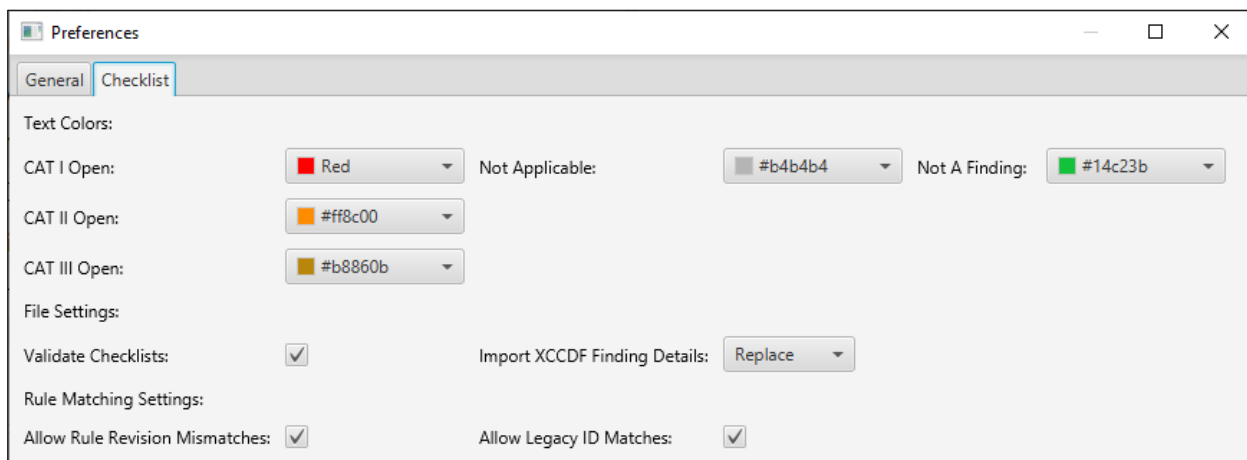 Preferences
General Checklist
Text Colors:
CAT I Open: Red Not Applicable: #b4b4b4 Not A Finding: #14c23b
CAT II Open: #ff8c00
CAT III Open: #b8860b
File Settings:
Validate Checklists: Import XCCDF Finding Details: Replace
Rule Matching Settings:
Allow Rule Revision Mismatches: Allow Legacy ID Matches: